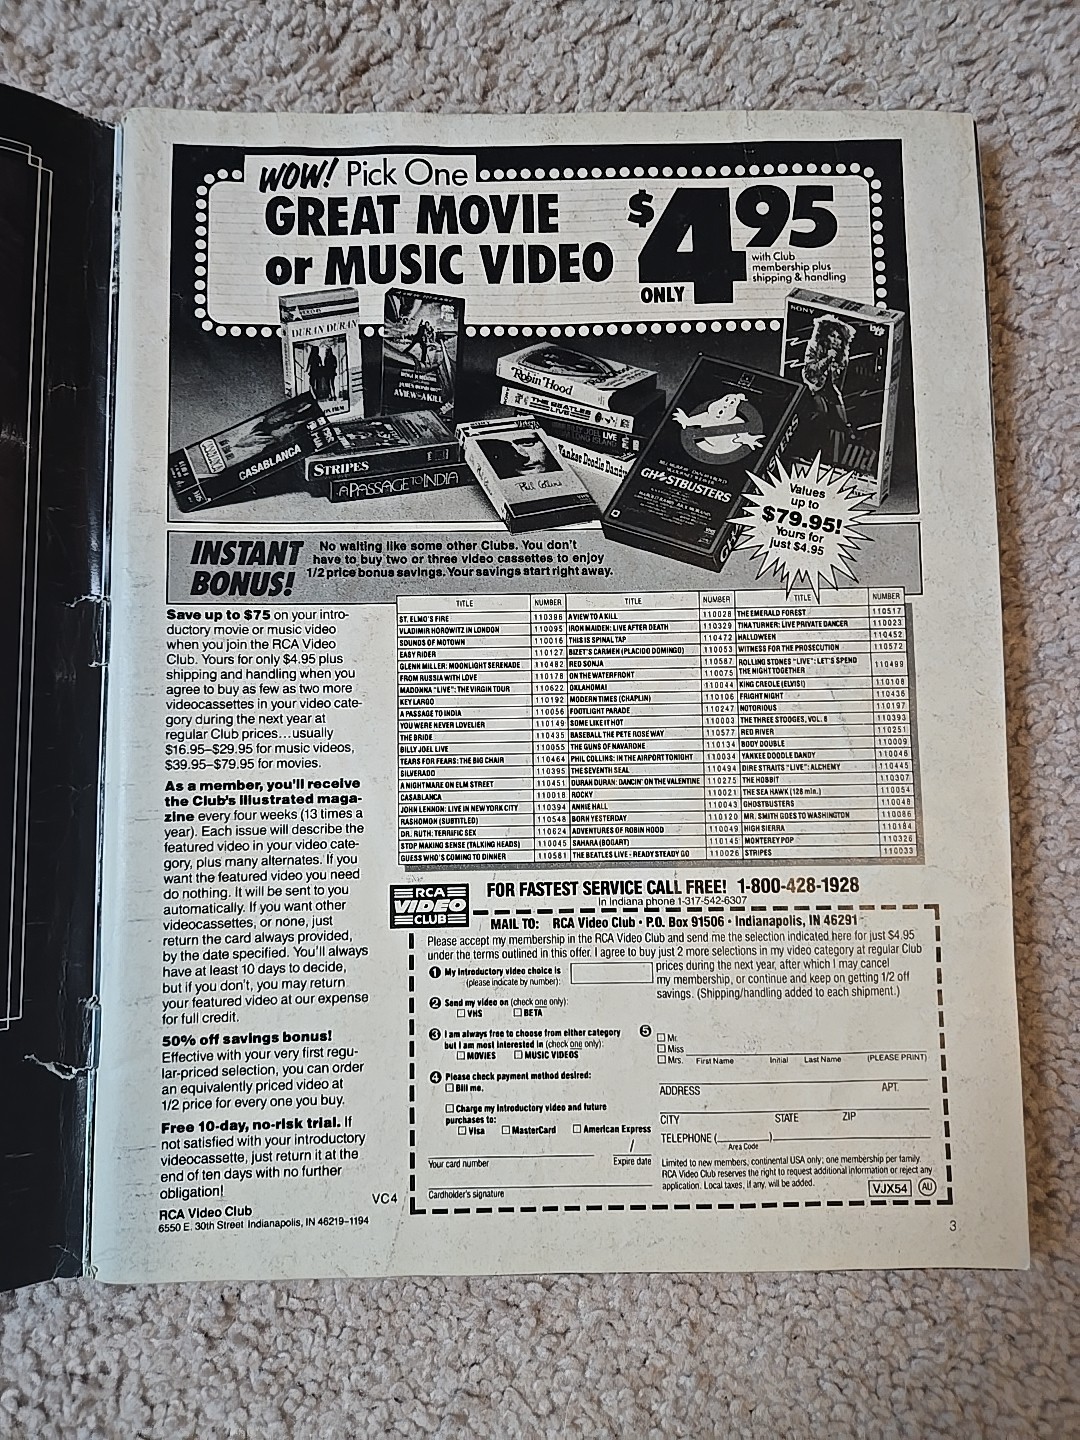 WOW! Pick One
GREAT MOVIE
or MUSIC VIDEO
ONLY
$4 95
with Club
membership plus
shipping & handling
DURAN DURAN
A VIEW TO A KILL
SONY
Robin Hood
THE BEATLES
LIVE
BILLY JOEL LIVE
Yankee Doodle Dandy
CASABLANCA
STRIPES
A PASSAGE TO INDIA
Phil Collins
GHOSTBUSTERS
Values
up to
$79.95!
Yours for
just $4.95
INSTANT
BONUS!
No waiting like some other Clubs. You don't
have to buy two or three video cassettes to enjoy
1/2 price bonus savings. Your savings start right away.
Save up to $75 on your intro-
ductory movie or music video
when you join the RCA Video
Club. Yours for only $4.95 plus
shipping and handling when you
agree to buy as few as two more
videocassettes in your video cate-
gory during the next year at
regular Club prices...usually
$16.95–$29.95 for music videos,
$39.95–$79.95 for movies.
As a member, you'll receive
the Club's illustrated maga-
zine every four weeks (13 times a
year). Each issue will describe the
featured video in your video cate-
gory, plus many alternates. If you
want the featured video you need
do nothing. It will be sent to you
automatically. If you want other
videocassettes, or none, just
return the card always provided,
by the date specified. You'll always
have at least 10 days to decide,
but if you don't, you may return
your featured video at our expense
for full credit.
50% off savings bonus!
Effective with your very first regu-
lar-priced selection, you can order
an equivalently priced video at
1/2 price for every one you buy.
Free 10-day, no-risk trial. If
not satisfied with your introductory
videocassette, just return it at the
end of ten days with no further
obligation!
VC4
RCA Video Club
6550 E. 30th Street Indianapolis, IN 46219–1194
TITLE NUMBER TITLE NUMBER TITLE NUMBER
ST. ELMO'S FIRE 110396 A VIEW TO A KILL 110028 THE EMERALD FOREST 110517
VLADIMIR HOROWITZ IN LONDON 110095 IRON MAIDEN: LIVE AFTER DEATH 110329 TINA TURNER: LIVE PRIVATE DANCER 110023
SOUNDS OF MOTOWN 110016 THIS IS SPINAL TAP 110472 HALLOWEEN 110452
EASY RIDER 110127 BIZET'S CARMEN (PLACIDO DOMINGO) 110053 WITNESS FOR THE PROSECUTION 110572
GLENN MILLER: MOONLIGHT SERENADE 110482 RED SONJA 110587 ROLLING STONES "LIVE": LET'S SPEND THE NIGHT TOGETHER 110499
FROM RUSSIA WITH LOVE 110178 ON THE WATERFRONT 110075
MADONNA "LIVE": THE VIRGIN TOUR 110622 OKLAHOMA! 110044 KING CREOLE (ELVIS!) 110108
KEY LARGO 110192 MODERN TIMES (CHAPLIN) 110106 FRIGHT NIGHT 110436
A PASSAGE TO INDIA 110056 FOOTLIGHT PARADE 110247 NOTORIOUS 110197
YOU WERE NEVER LOVELIER 110149 SOME LIKE IT HOT 110003 THE THREE STOOGES, VOL. 8 110393
THE BRIDE 110435 BASEBALL THE PETE ROSE WAY 110577 RED RIVER 110251
BILLY JOEL LIVE 110055 THE GUNS OF NAVARONE 110134 BODY DOUBLE 110009
TEARS FOR FEARS: THE BIG CHAIR 110464 PHIL COLLINS: IN THE AIRPORT TONIGHT 110034 YANKEE DOODLE DANDY 110046
SILVERADO 110395 THE SEVENTH SEAL 110494 DIRE STRAITS "LIVE": ALCHEMY 110445
A NIGHTMARE ON ELM STREET 110451 DURAN DURAN: DANCIN' ON THE VALENTINE 110275 THE HOBBIT 110307
CASABLANCA 110018 ROCKY 110021 THE SEA HAWK (128 min.) 110054
JOHN LENNON: LIVE IN NEW YORK CITY 110394 ANNIE HALL 110043 GHOSTBUSTERS 110048
RASHOMON (SUBTITLED) 110548 BORN YESTERDAY 110120 MR. SMITH GOES TO WASHINGTON 110086
DR. RUTH: TERRIFIC SEX 110624 ADVENTURES OF ROBIN HOOD 110049 HIGH SIERRA 110184
STOP MAKING SENSE (TALKING HEADS) 110045 SAHARA (BOGART) 110145 MONTEREY POP 110326
GUESS WHO'S COMING TO DINNER 110581 THE BEATLES LIVE - READY STEADY GO 110026 STRIPES 110033
RCA
VIDEO
CLUB
FOR FASTEST SERVICE CALL FREE! 1-800-428-1928
In Indiana phone 1-317-542-6307
MAIL TO: RCA Video Club • P.O. Box 91506 • Indianapolis, IN 46291
Please accept my membership in the RCA Video Club and send me the selection indicated here for just $4.95
under the terms outlined in this offer. I agree to buy just 2 more selections in my video category at regular Club
prices during the next year, after which I may cancel
my membership, or continue and keep on getting 1/2 off
savings. (Shipping/handling added to each shipment.)
1 My introductory video choice is
(please indicate by number):
2 Send my video on (check one only):
VHS BETA
3 I am always free to choose from either category
but I am most interested in (check one only):
MOVIES MUSIC VIDEOS
4 Please check payment method desired:
Bill me.
Charge my introductory video and future
purchases to:
Visa MasterCard American Express
/
Your card number Expire date
Cardholder's signature
5
Mr.
Miss
Mrs. First Name Initial Last Name (PLEASE PRINT)
ADDRESS APT.
CITY STATE ZIP
TELEPHONE ( )
Area Code
Limited to new members, continental USA only; one membership per family.
RCA Video Club reserves the right to request additional information or reject any
application. Local taxes, if any, will be added.
VJX54 AU
3